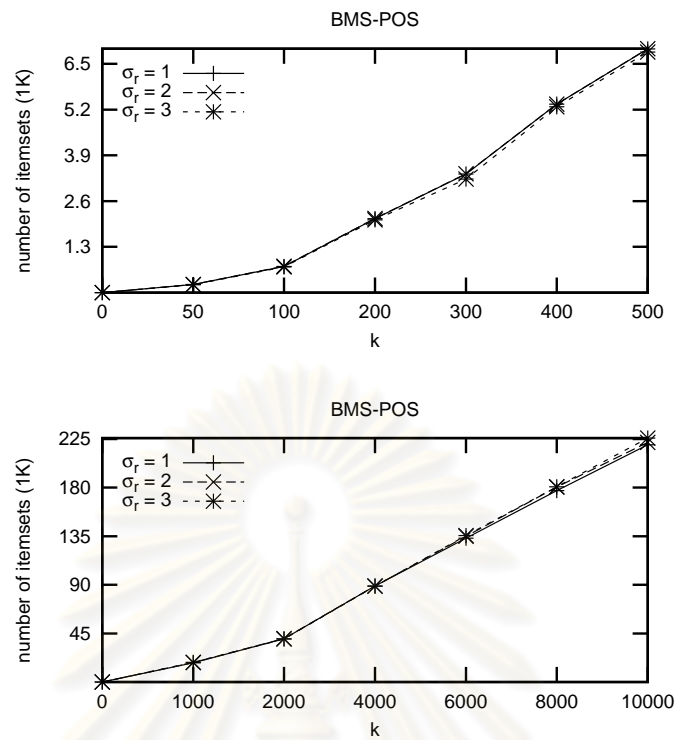 BMS-POS
number of itemsets (1K)
6.5
5.2
3.9
2.6
1.3
σr = 1
σr = 2
σr = 3
0 50 100 200 300 400 500
k
BMS-POS
number of itemsets (1K)
225
180
135
90
45
σr = 1
σr = 2
σr = 3
0 1000 2000 4000 6000 8000 10000
k